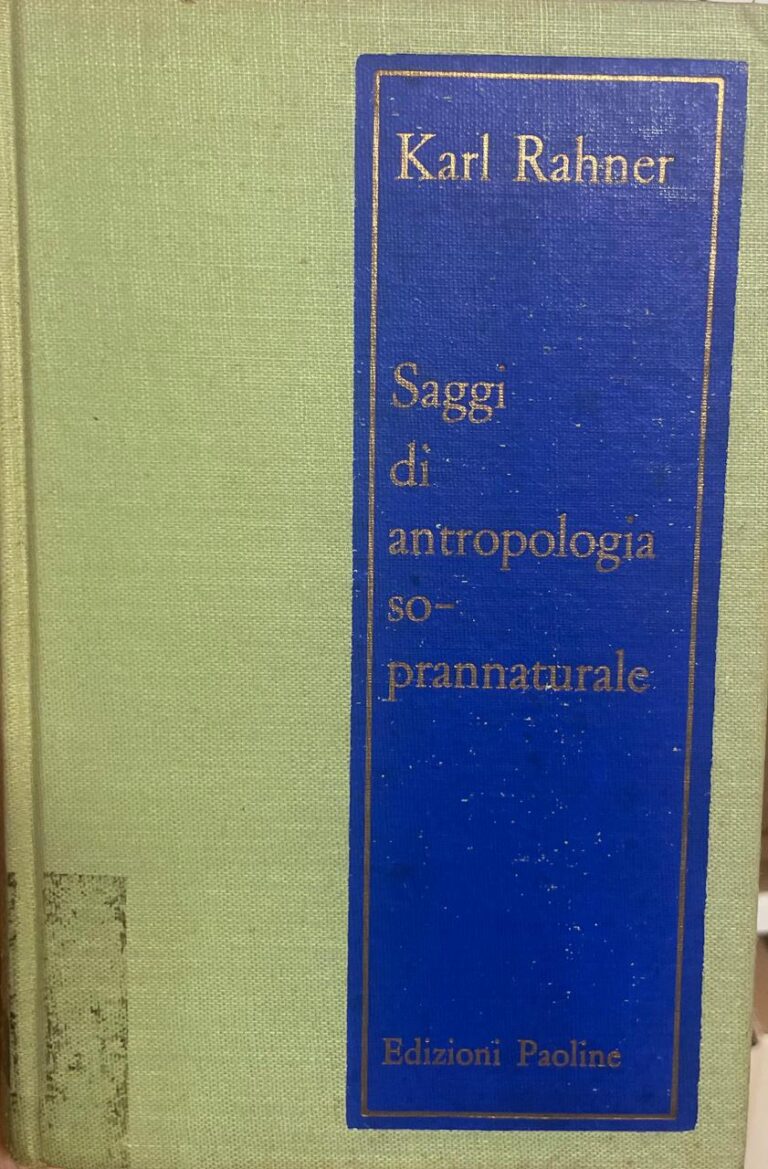 Karl Rahner
Saggi
di
antropologia
so-
prannaturale
Edizioni Paoline